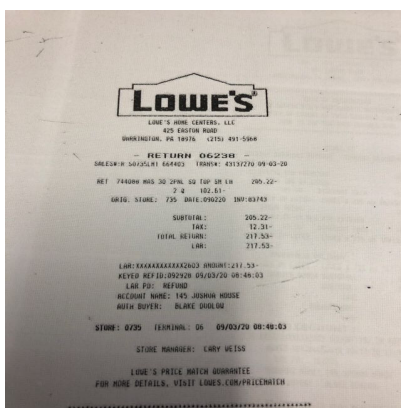 LOWE'S
LOWE'S HOME CENTERS, LLC
425 EASTON ROAD
WARRINGTON, PA 18976 (215) 491-5960
- RETURN 06238 -
664403 TRANS#: 43137270 09-03-20
RET 744000 HAS 30 2PNL SQ TOP SM LH 205.22-
2 @ 102.61-
ORIG. STORE: 735 DATE:090220 INV:83743
SUBTOTAL: 205.22-
TAX: 12.31-
TOTAL RETURN: 217.53-
LAR: 217.53-
LAR:XXXXXXXXXXXX2603 AMOUNT:217.53-
KEYED REFID:092920 09/03/20 08:48:03
LAR PO: REFUND
ACCOUNT NAME: 145 JOSHUA HOUSE
AUTH BUYER: BLAKE
STORE: 0735 TERMINAL: 06 09/03/20 08:48:03
STORE MANAGER: CARY WEISS
LOWE'S PRICE MATCH GUARANTEE
FOR MORE DETAILS, VISIT LOWES.COM/PRICEMATCH